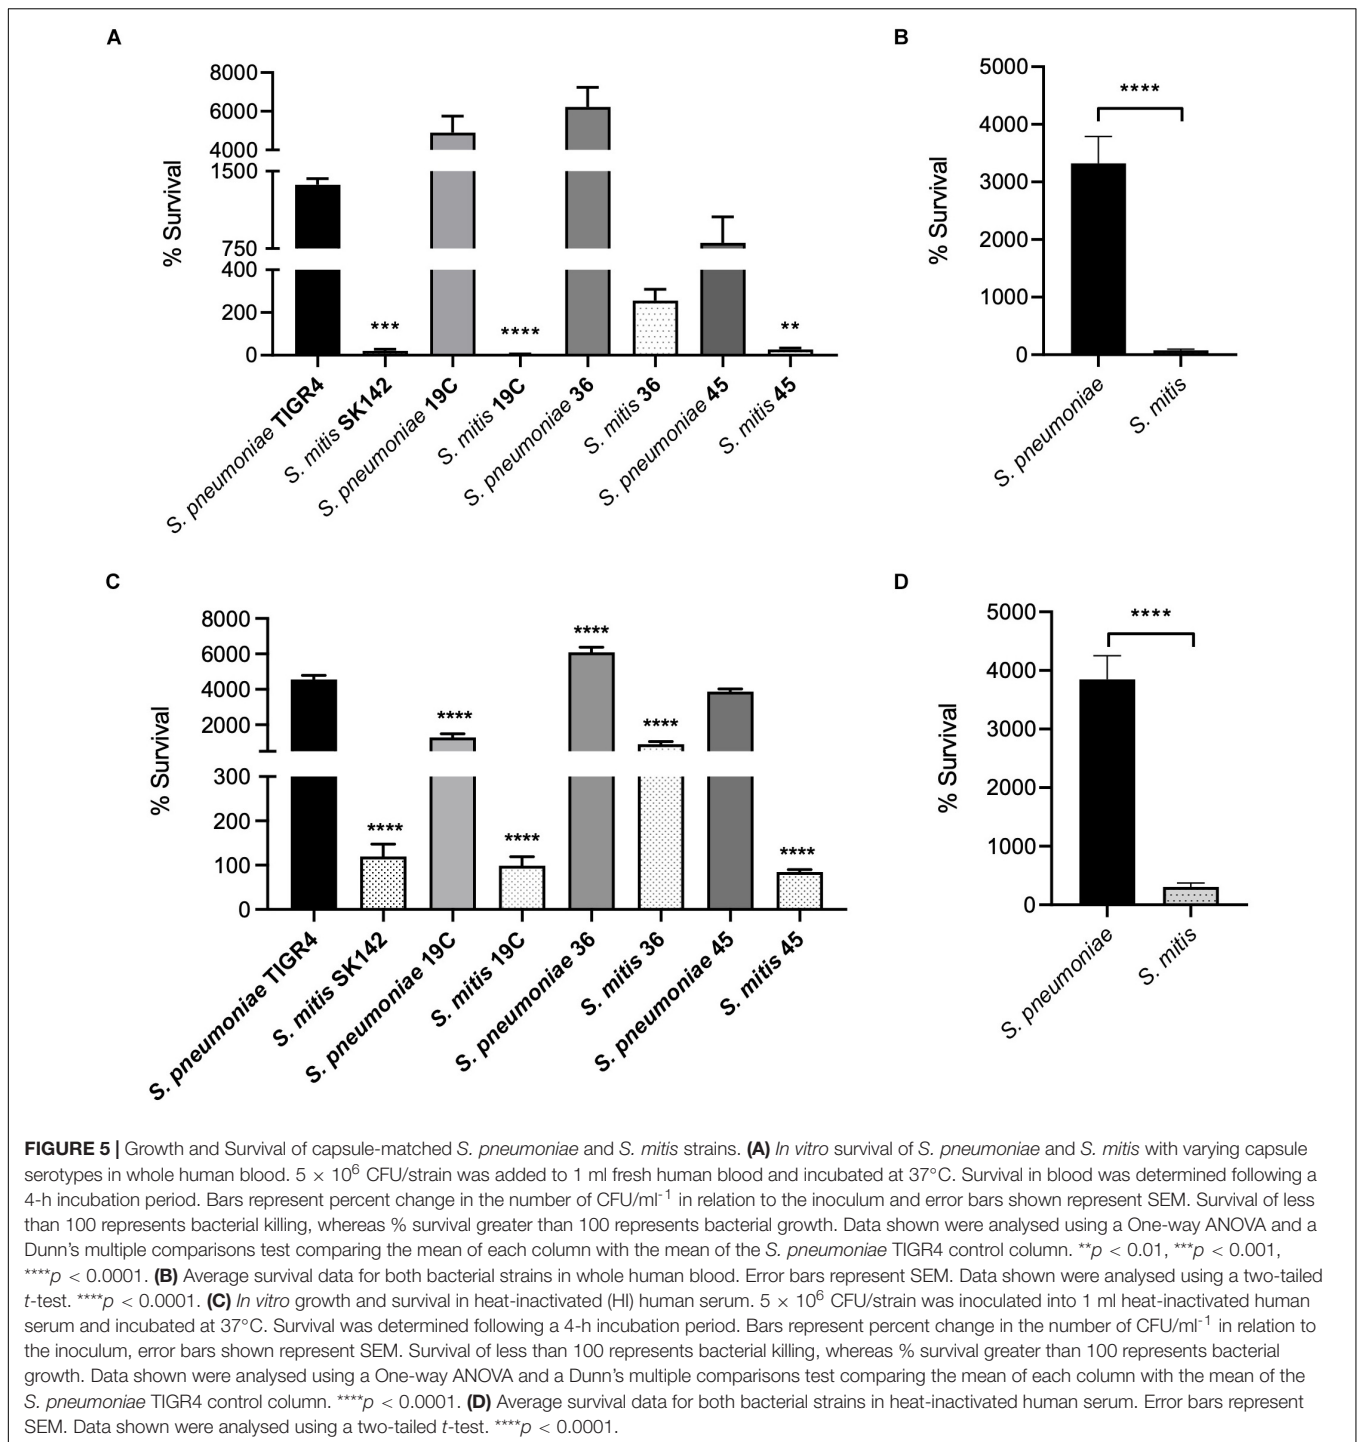 A
8000
6000
4000
1500
750
400
200
0
% Survival
***
****
**
S. pneumoniae TIGR4
S. mitis SK142
S. pneumoniae 19C
S. mitis 19C
S. pneumoniae 36
S. mitis 36
S. pneumoniae 45
S. mitis 45
B
5000
4000
3000
2000
1000
0
% Survival
****
S. pneumoniae
S. mitis
C
8000
6000
4000
2000
300
200
100
0
% Survival
****
****
****
****
****
****
S. pneumoniae TIGR4
S. mitis SK142
S. pneumoniae 19C
S. mitis 19C
S. pneumoniae 36
S. mitis 36
S. pneumoniae 45
S. mitis 45
D
5000
4000
3000
2000
1000
0
% Survival
****
S. pneumoniae
S. mitis
FIGURE 5 | Growth and Survival of capsule-matched S. pneumoniae and S. mitis strains. (A) In vitro survival of S. pneumoniae and S. mitis with varying capsule
serotypes in whole human blood. 5 × 10⁶ CFU/strain was added to 1 ml fresh human blood and incubated at 37°C. Survival in blood was determined following a
4-h incubation period. Bars represent percent change in the number of CFU/ml⁻¹ in relation to the inoculum and error bars shown represent SEM. Survival of less
than 100 represents bacterial killing, whereas % survival greater than 100 represents bacterial growth. Data shown were analysed using a One-way ANOVA and a
Dunn's multiple comparisons test comparing the mean of each column with the mean of the S. pneumoniae TIGR4 control column. **p < 0.01, ***p < 0.001,
****p < 0.0001. (B) Average survival data for both bacterial strains in whole human blood. Error bars represent SEM. Data shown were analysed using a two-tailed
t-test. ****p < 0.0001. (C) In vitro growth and survival in heat-inactivated (HI) human serum. 5 × 10⁶ CFU/strain was inoculated into 1 ml heat-inactivated human
serum and incubated at 37°C. Survival was determined following a 4-h incubation period. Bars represent percent change in the number of CFU/ml⁻¹ in relation to
the inoculum, error bars shown represent SEM. Survival of less than 100 represents bacterial killing, whereas % survival greater than 100 represents bacterial
growth. Data shown were analysed using a One-way ANOVA and a Dunn's multiple comparisons test comparing the mean of each column with the mean of the
S. pneumoniae TIGR4 control column. ****p < 0.0001. (D) Average survival data for both bacterial strains in heat-inactivated human serum. Error bars represent
SEM. Data shown were analysed using a two-tailed t-test. ****p < 0.0001.